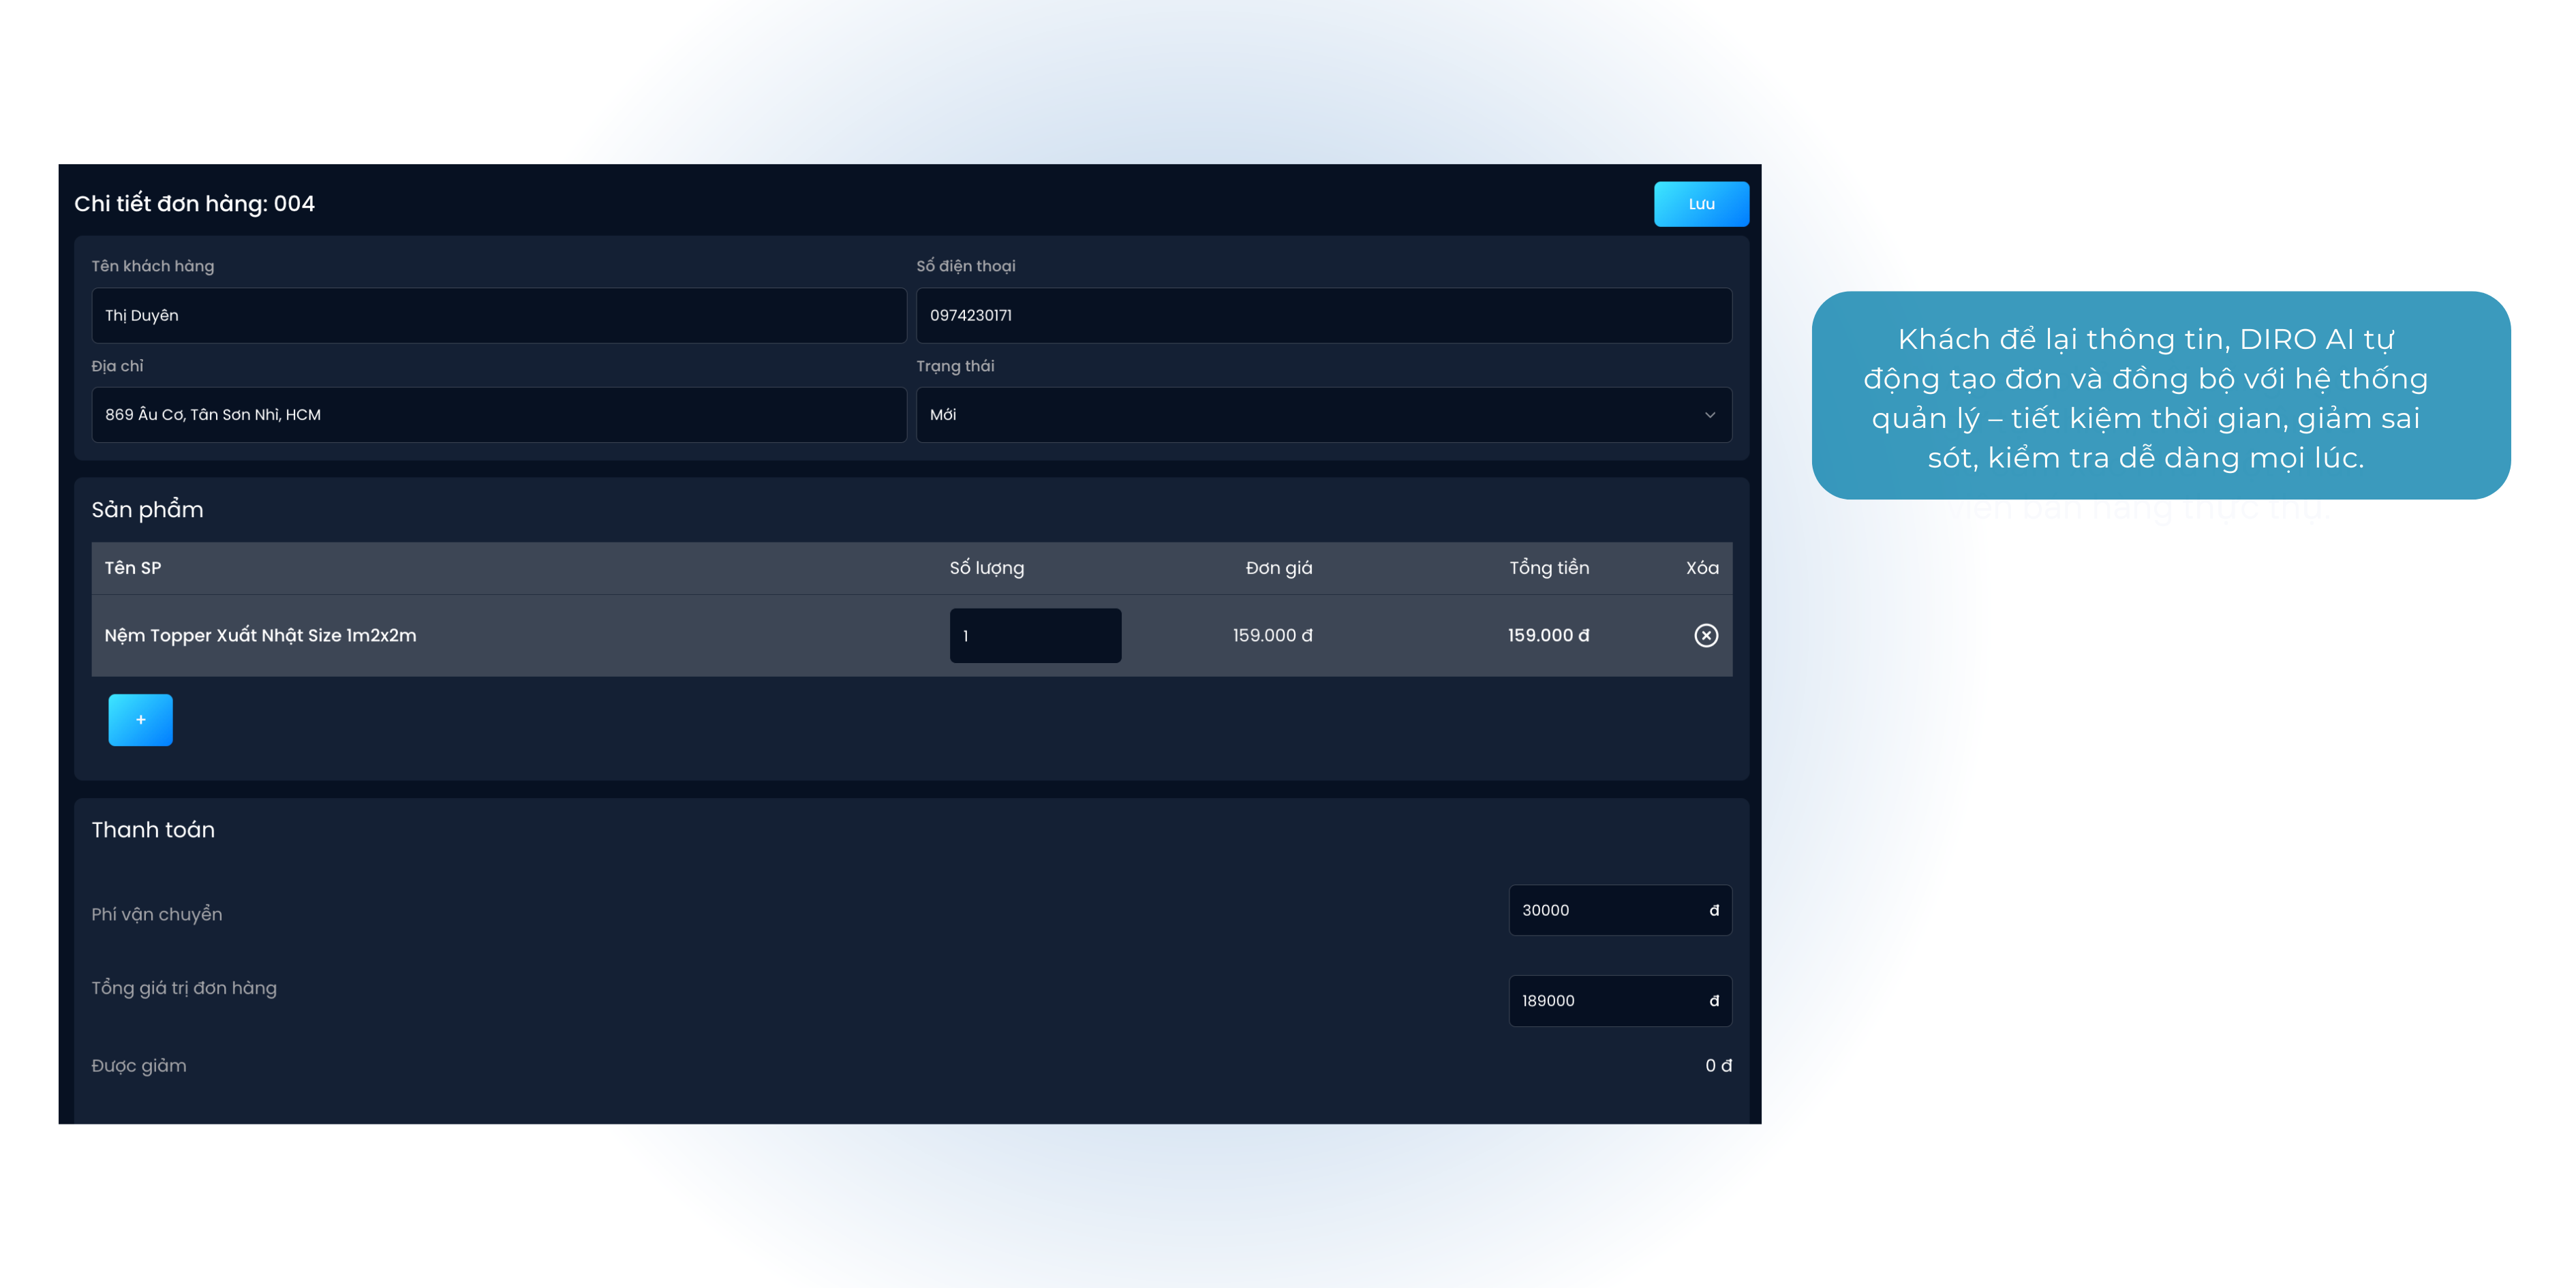 Chi tiết đơn hàng: 004
Lưu
Tên khách hàng
Số điện thoại
Thị Duyên
0974230171
Địa chỉ
Trạng thái
869 Âu Cơ, Tân Sơn Nhì, HCM
Mới
Sản phẩm
Tên SP Số lượng Đơn giá Tổng tiền Xóa
Nệm Topper Xuất Nhật Size 1m2x2m 1 159.000 đ 159.000 đ
+
Thanh toán
Phí vận chuyển 30000 đ
Tổng giá trị đơn hàng 189000 đ
Được giảm 0 đ
Khách để lại thông tin, DIRO AI tự
động tạo đơn và đồng bộ với hệ thống
quản lý – tiết kiệm thời gian, giảm sai
sót, kiểm tra dễ dàng mọi lúc.